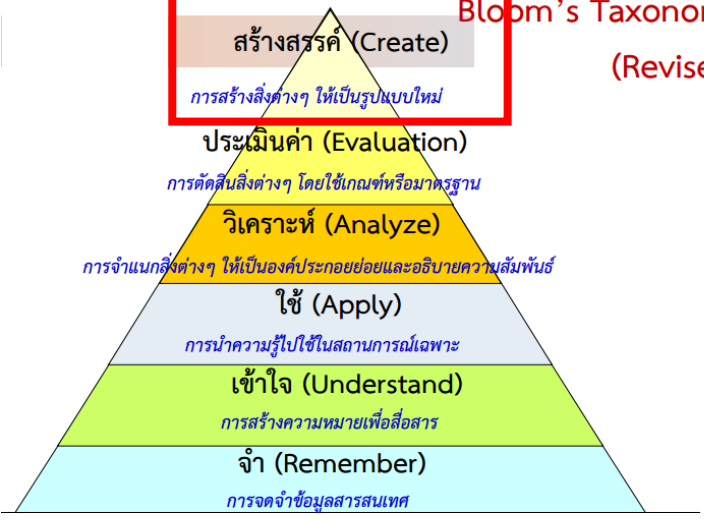 Bloom's Taxono
(Revise
สร้างสรรค์ (Create)
การสร้างสิ่งต่างๆ ให้เป็นรูปแบบใหม่
ประเมินค่า (Evaluation)
การตัดสินสิ่งต่างๆ โดยใช้เกณฑ์หรือมาตรฐาน
วิเคราะห์ (Analyze)
การจำแนกสิ่งต่างๆ ให้เป็นองค์ประกอยย่อยและอธิบายความสัมพันธ์
ใช้ (Apply)
การนำความรู้ไปใช้ในสถานการณ์เฉพาะ
เข้าใจ (Understand)
การสร้างความหมายเพื่อสื่อสาร
จำ (Remember)
การจดจำข้อมูลสารสนเทศ